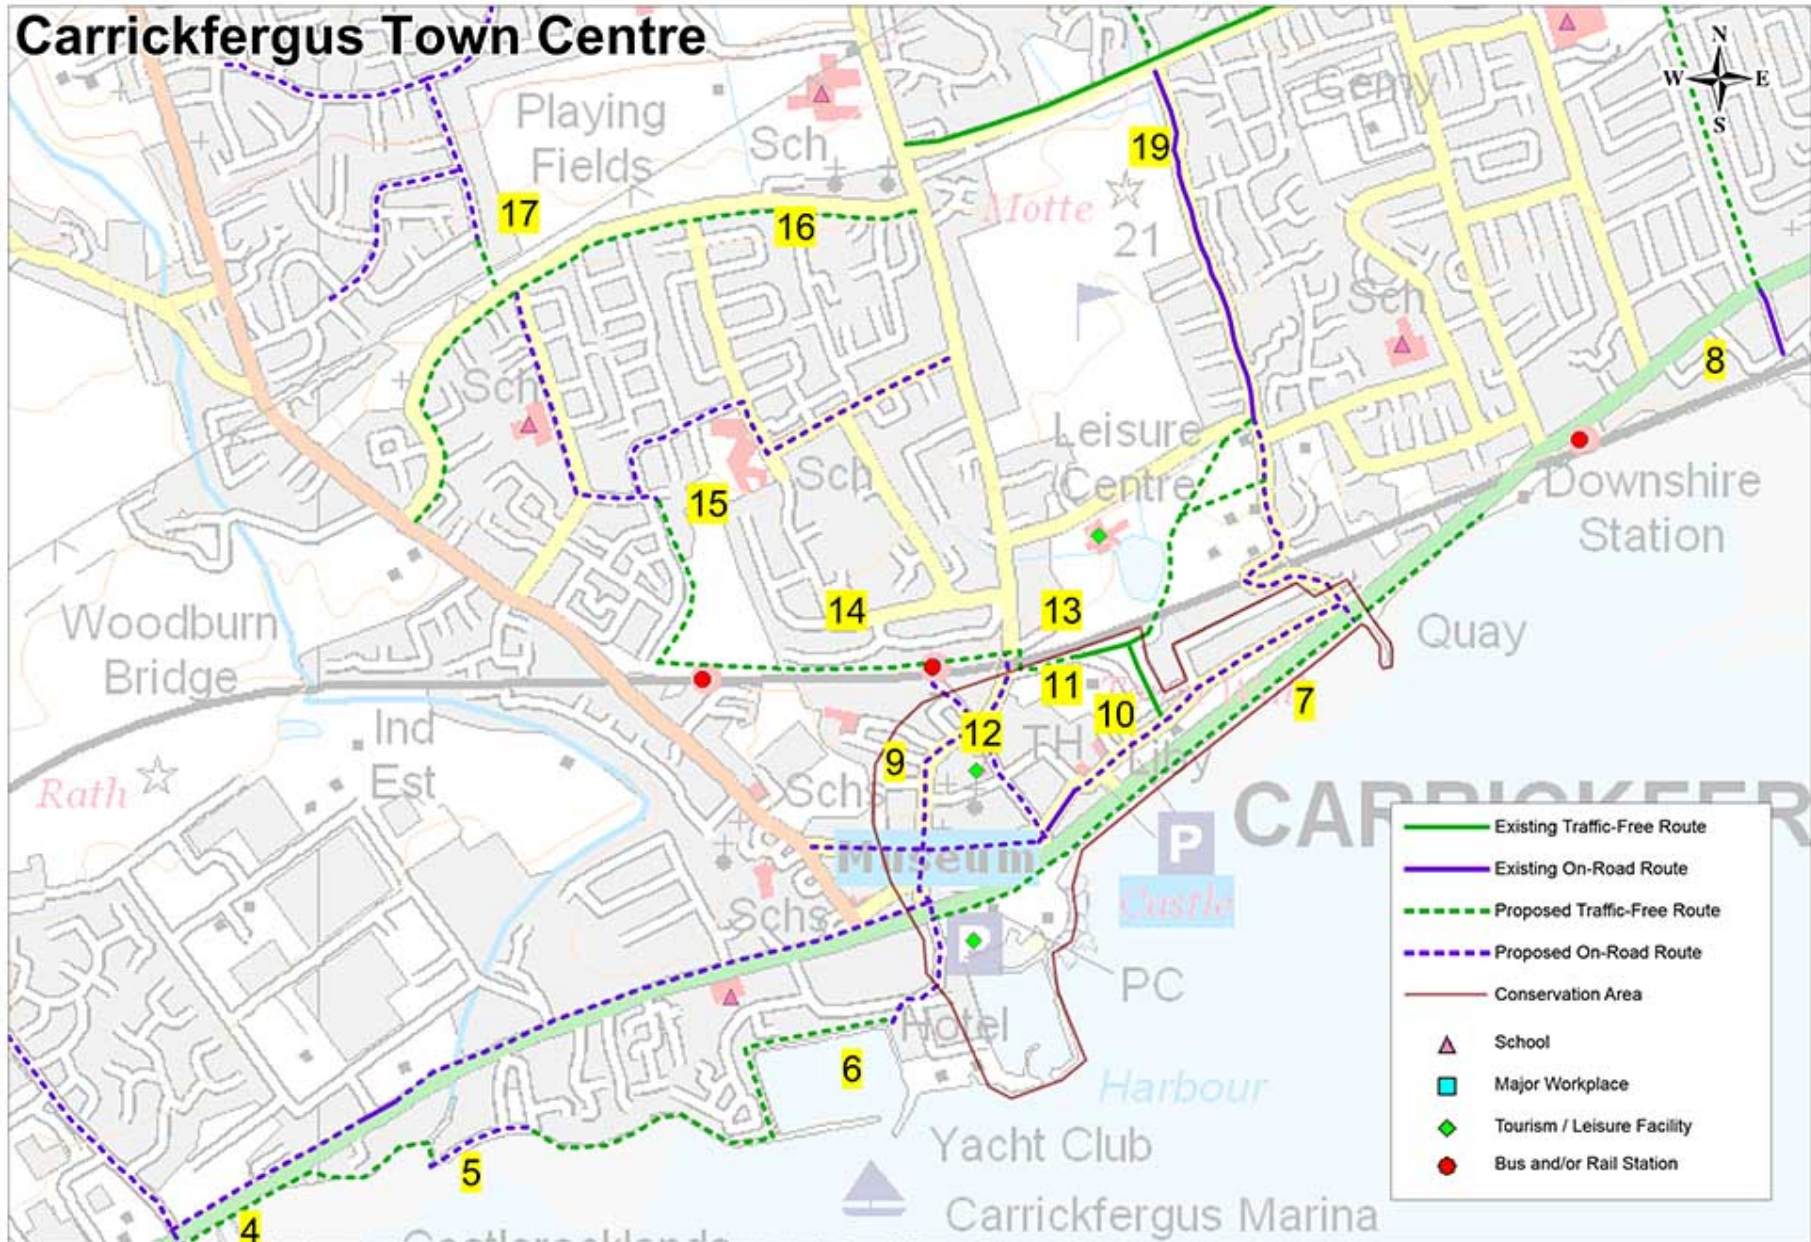 Carrickfergus Town Centre
N
W E
S
Playing
Fields
Sch
Cemy
19
17
16
Motte
21
Sch
Sch
8
Leisure
Centre
Sch
15
Downshire
Station
14
13
Woodburn
Bridge
Quay
11
10
7
Ind
Est
12
TH
Liby
9
Rath
Schs
CARRICKFER
Museum
P
Castle
Schs
P
PC
Hotel
6
Harbour
Yacht Club
5
Carrickfergus Marina
4
Castlerocklands
Existing Traffic-Free Route
Existing On-Road Route
Proposed Traffic-Free Route
Proposed On-Road Route
Conservation Area
School
Major Workplace
Tourism / Leisure Facility
Bus and/or Rail Station